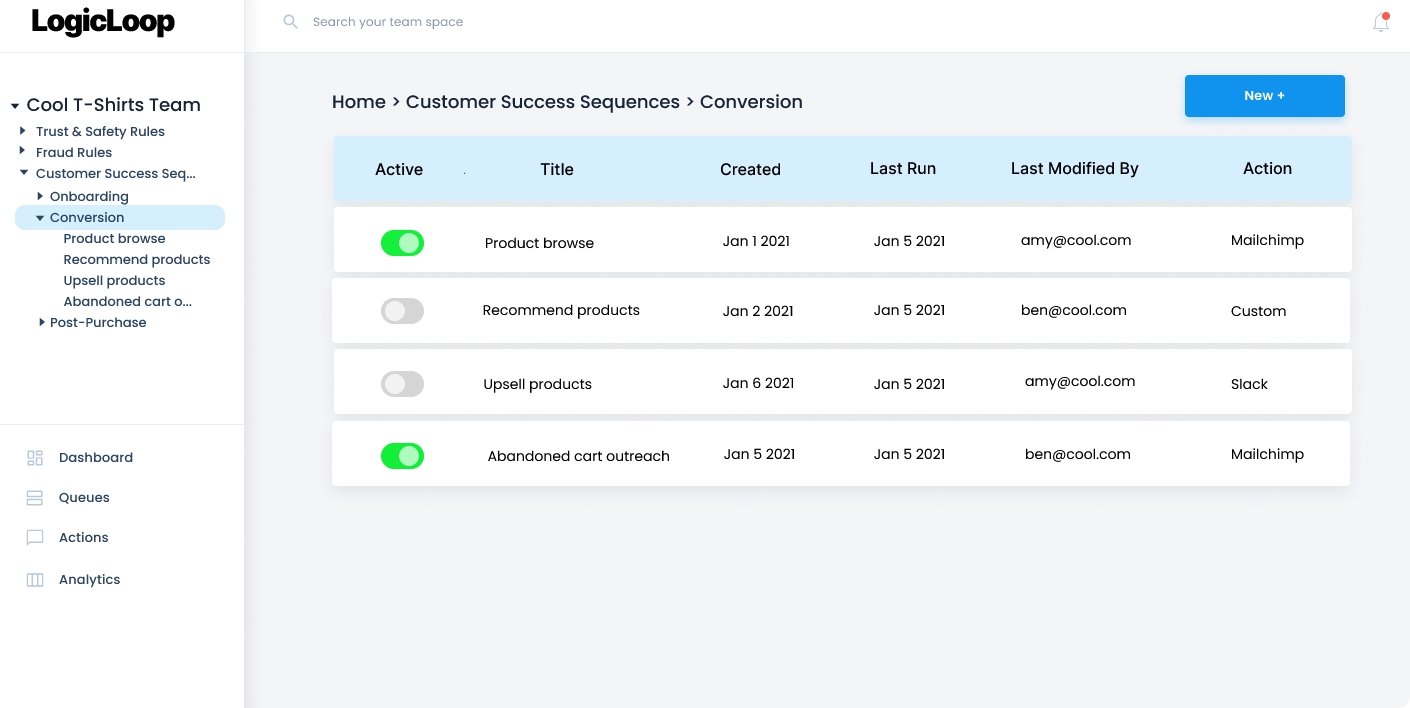 LogicLoop
Search your team space
Cool T-Shirts Team
Trust & Safety Rules
Fraud Rules
Customer Success Seq...
Onboarding
Conversion
Product browse
Recommend products
Upsell products
Abandoned cart o...
Post-Purchase
Dashboard
Queues
Actions
Analytics
Home > Customer Success Sequences > Conversion
New +
Active . Title Created Last Run Last Modified By Action
Product browse Jan 1 2021 Jan 5 2021 amy@cool.com Mailchimp
Recommend products Jan 2 2021 Jan 5 2021 ben@cool.com Custom
Upsell products Jan 6 2021 Jan 5 2021 amy@cool.com Slack
Abandoned cart outreach Jan 5 2021 Jan 5 2021 ben@cool.com Mailchimp